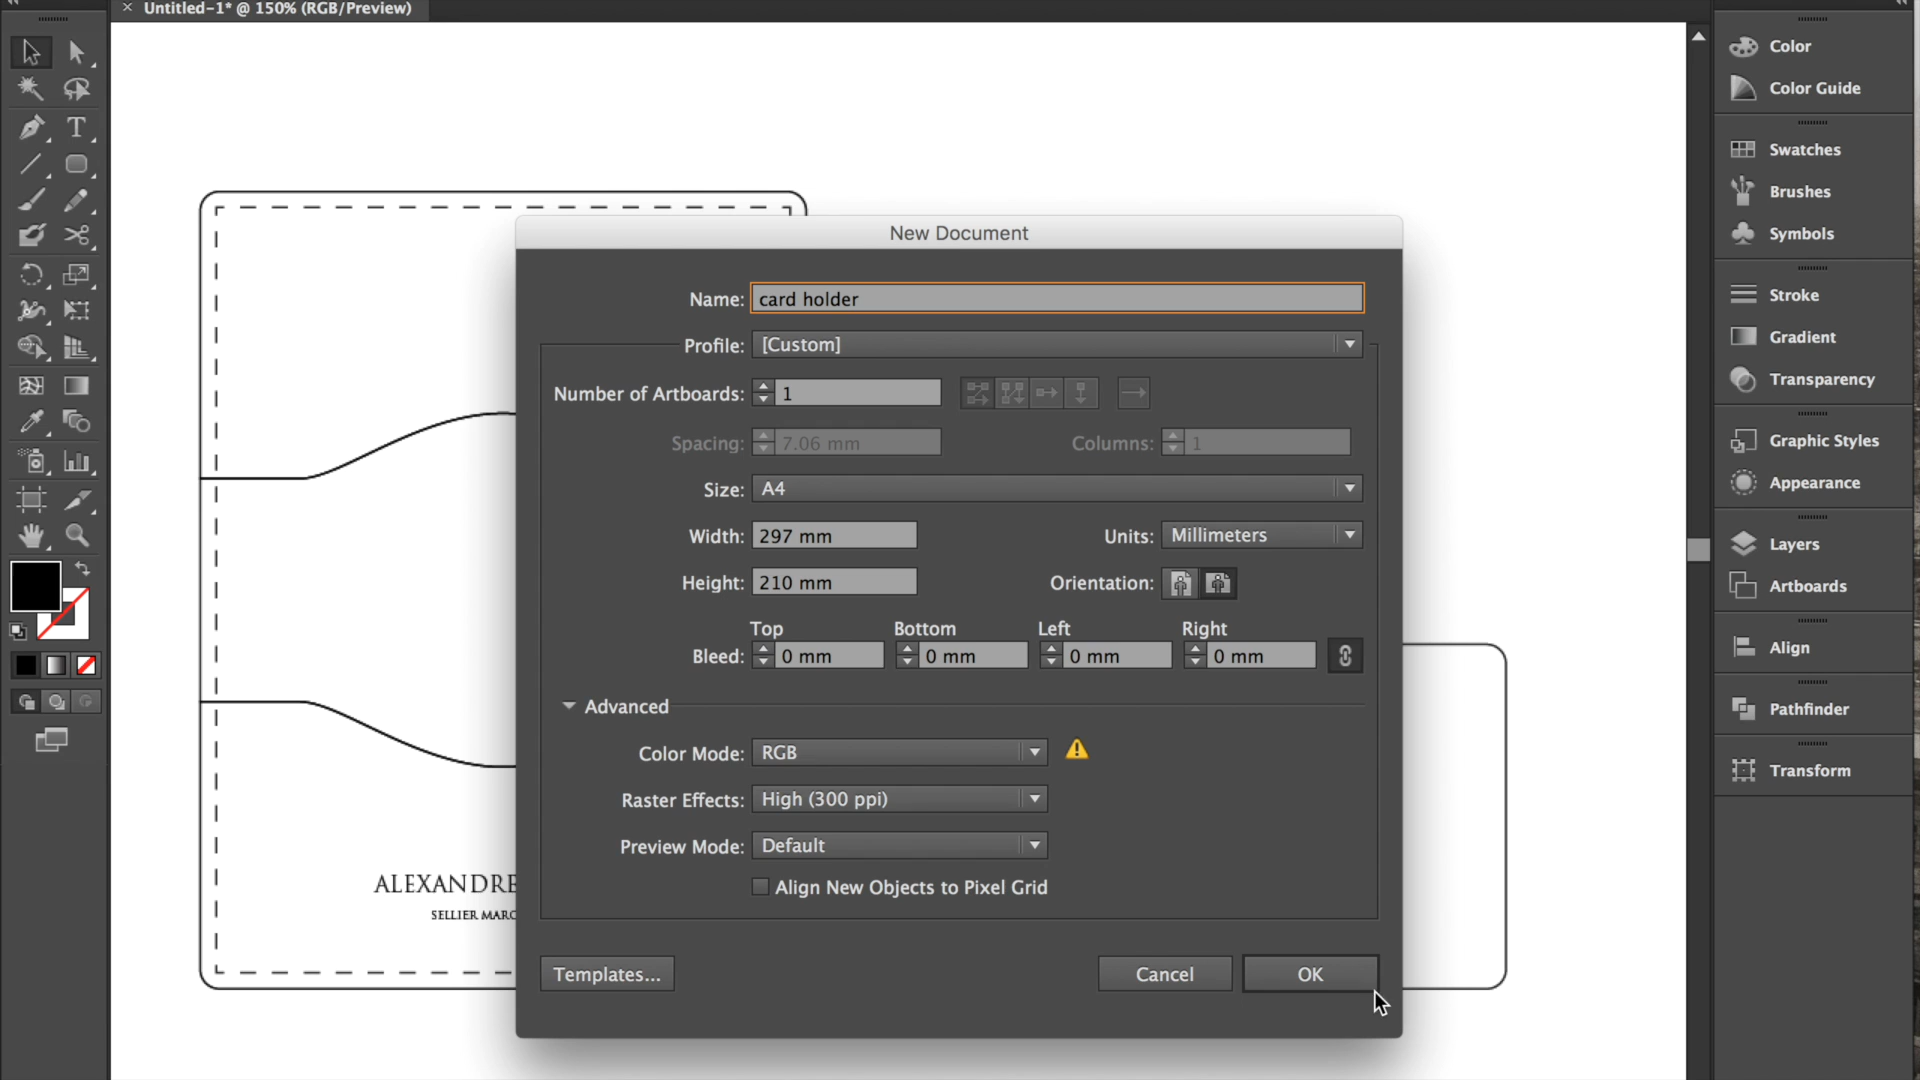 Untitled-1* @ 150% (RGB/Preview)
New Document
Name: card holder
Profile: [Custom]
Number of Artboards: 1
Spacing: 7.06 mm Columns: 1
Size: A4
Width: 297 mm Units: Millimeters
Height: 210 mm Orientation:
Top Bottom Left Right
Bleed: 0 mm 0 mm 0 mm 0 mm
Advanced
Color Mode: RGB
Raster Effects: High (300 ppi)
Preview Mode: Default
Align New Objects to Pixel Grid
Templates... Cancel OK
ALEXANDRE
SELLIER
Color
Color Guide
Swatches
Brushes
Symbols
Stroke
Gradient
Transparency
Graphic Styles
Appearance
Layers
Artboards
Align
Pathfinder
Transform